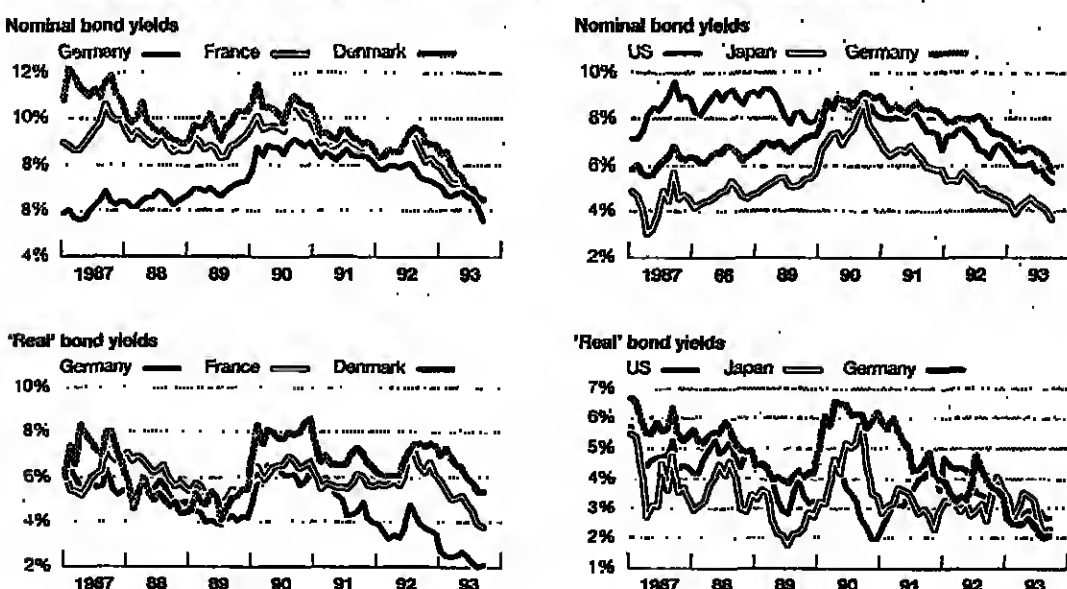 Nominal bond yields
Germany France Denmark
12%
10%
8%
8%
4%
1987 88 89 90 91 92 93
Nominal bond yields
US Japan Germany
10%
8%
6%
4%
2%
1987 66 89 90 91 92 93
'Real' bond yields
Germany France Denmark
10%
8%
6%
4%
2%
1987 88 89 90 91 92 93
'Real' bond yields
US Japan Germany
7%
6%
5%
4%
3%
2%
1%
1987 88 89 90 91 92 93